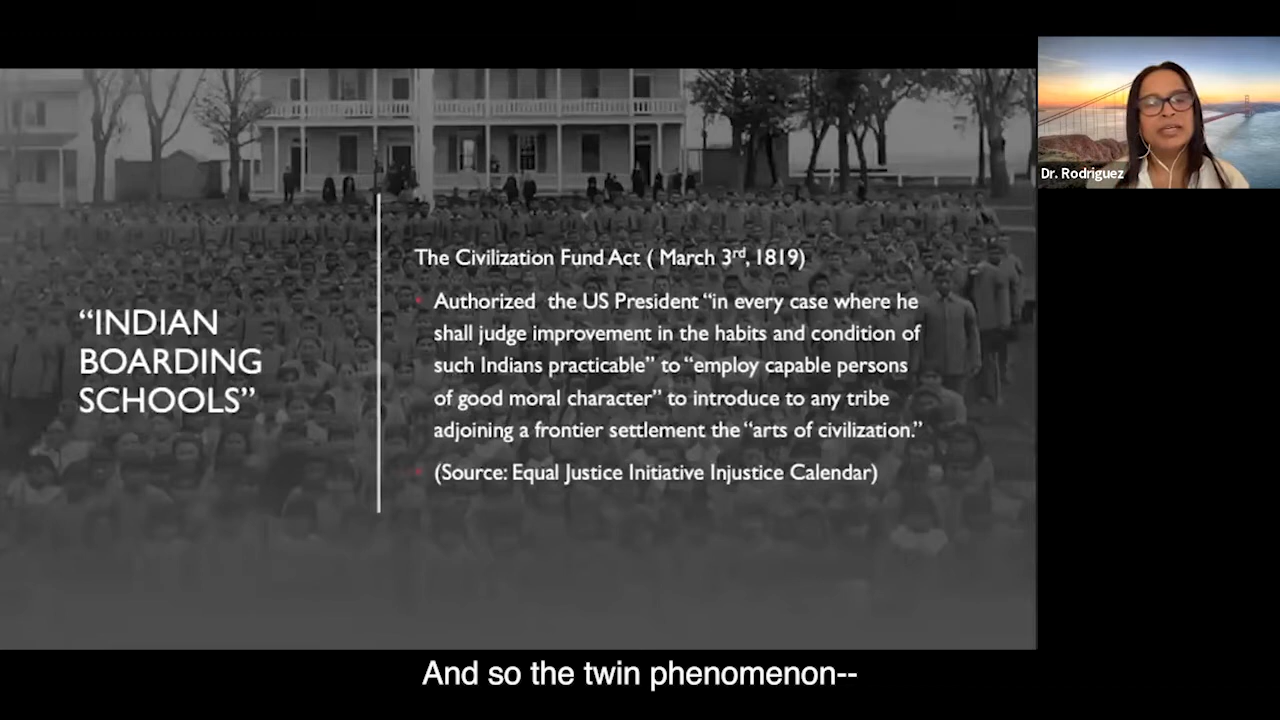 Dr. Rodriguez
“INDIAN
BOARDING
SCHOOLS”
The Civilization Fund Act ( March 3rd, 1819)
Authorized the US President “in every case where he
shall judge improvement in the habits and condition of
such Indians practicable” to “employ capable persons
of good moral character” to introduce to any tribe
adjoining a frontier settlement the “arts of civilization.”
(Source: Equal Justice Initiative Injustice Calendar)
And so the twin phenomenon--